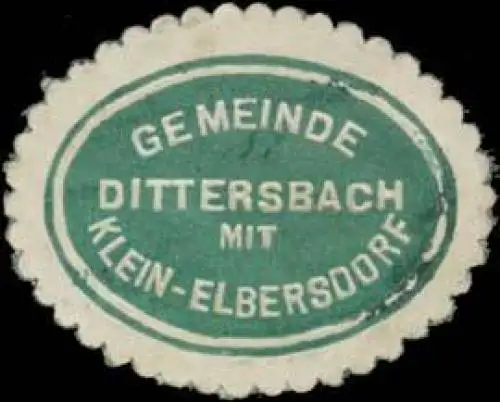 GEMEINDE
DITTERSBACH
MIT
KLEIN-ELBERSDORF